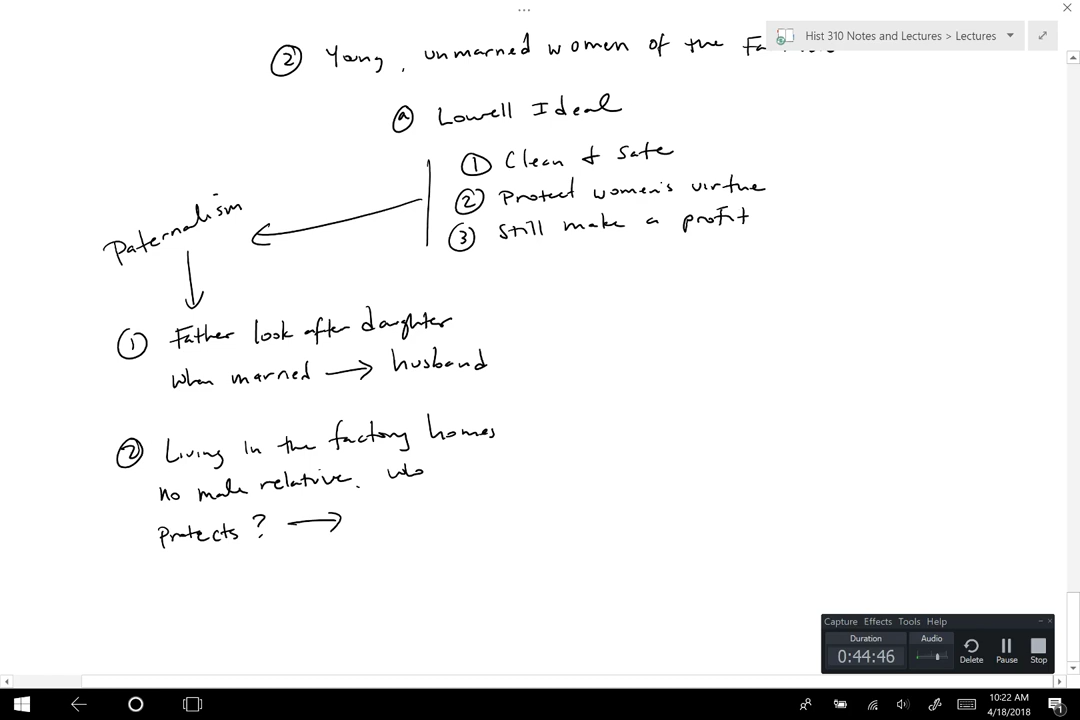 ...
Hist 310 Notes and Lectures > Lectures
② Young, unmarried women of the
ⓐ Lowell Ideal
① Clean & safe
② Protect women's virtue
③ Still make a profit
Paternalism
① Father look after daughter
when married → husband
② Living in the factory homes
no male relative. who
protects? →
Capture Effects Tools Help
Duration
Audio
0:44:46
Delete
Pause
Stop
10:22 AM
4/18/2018
1